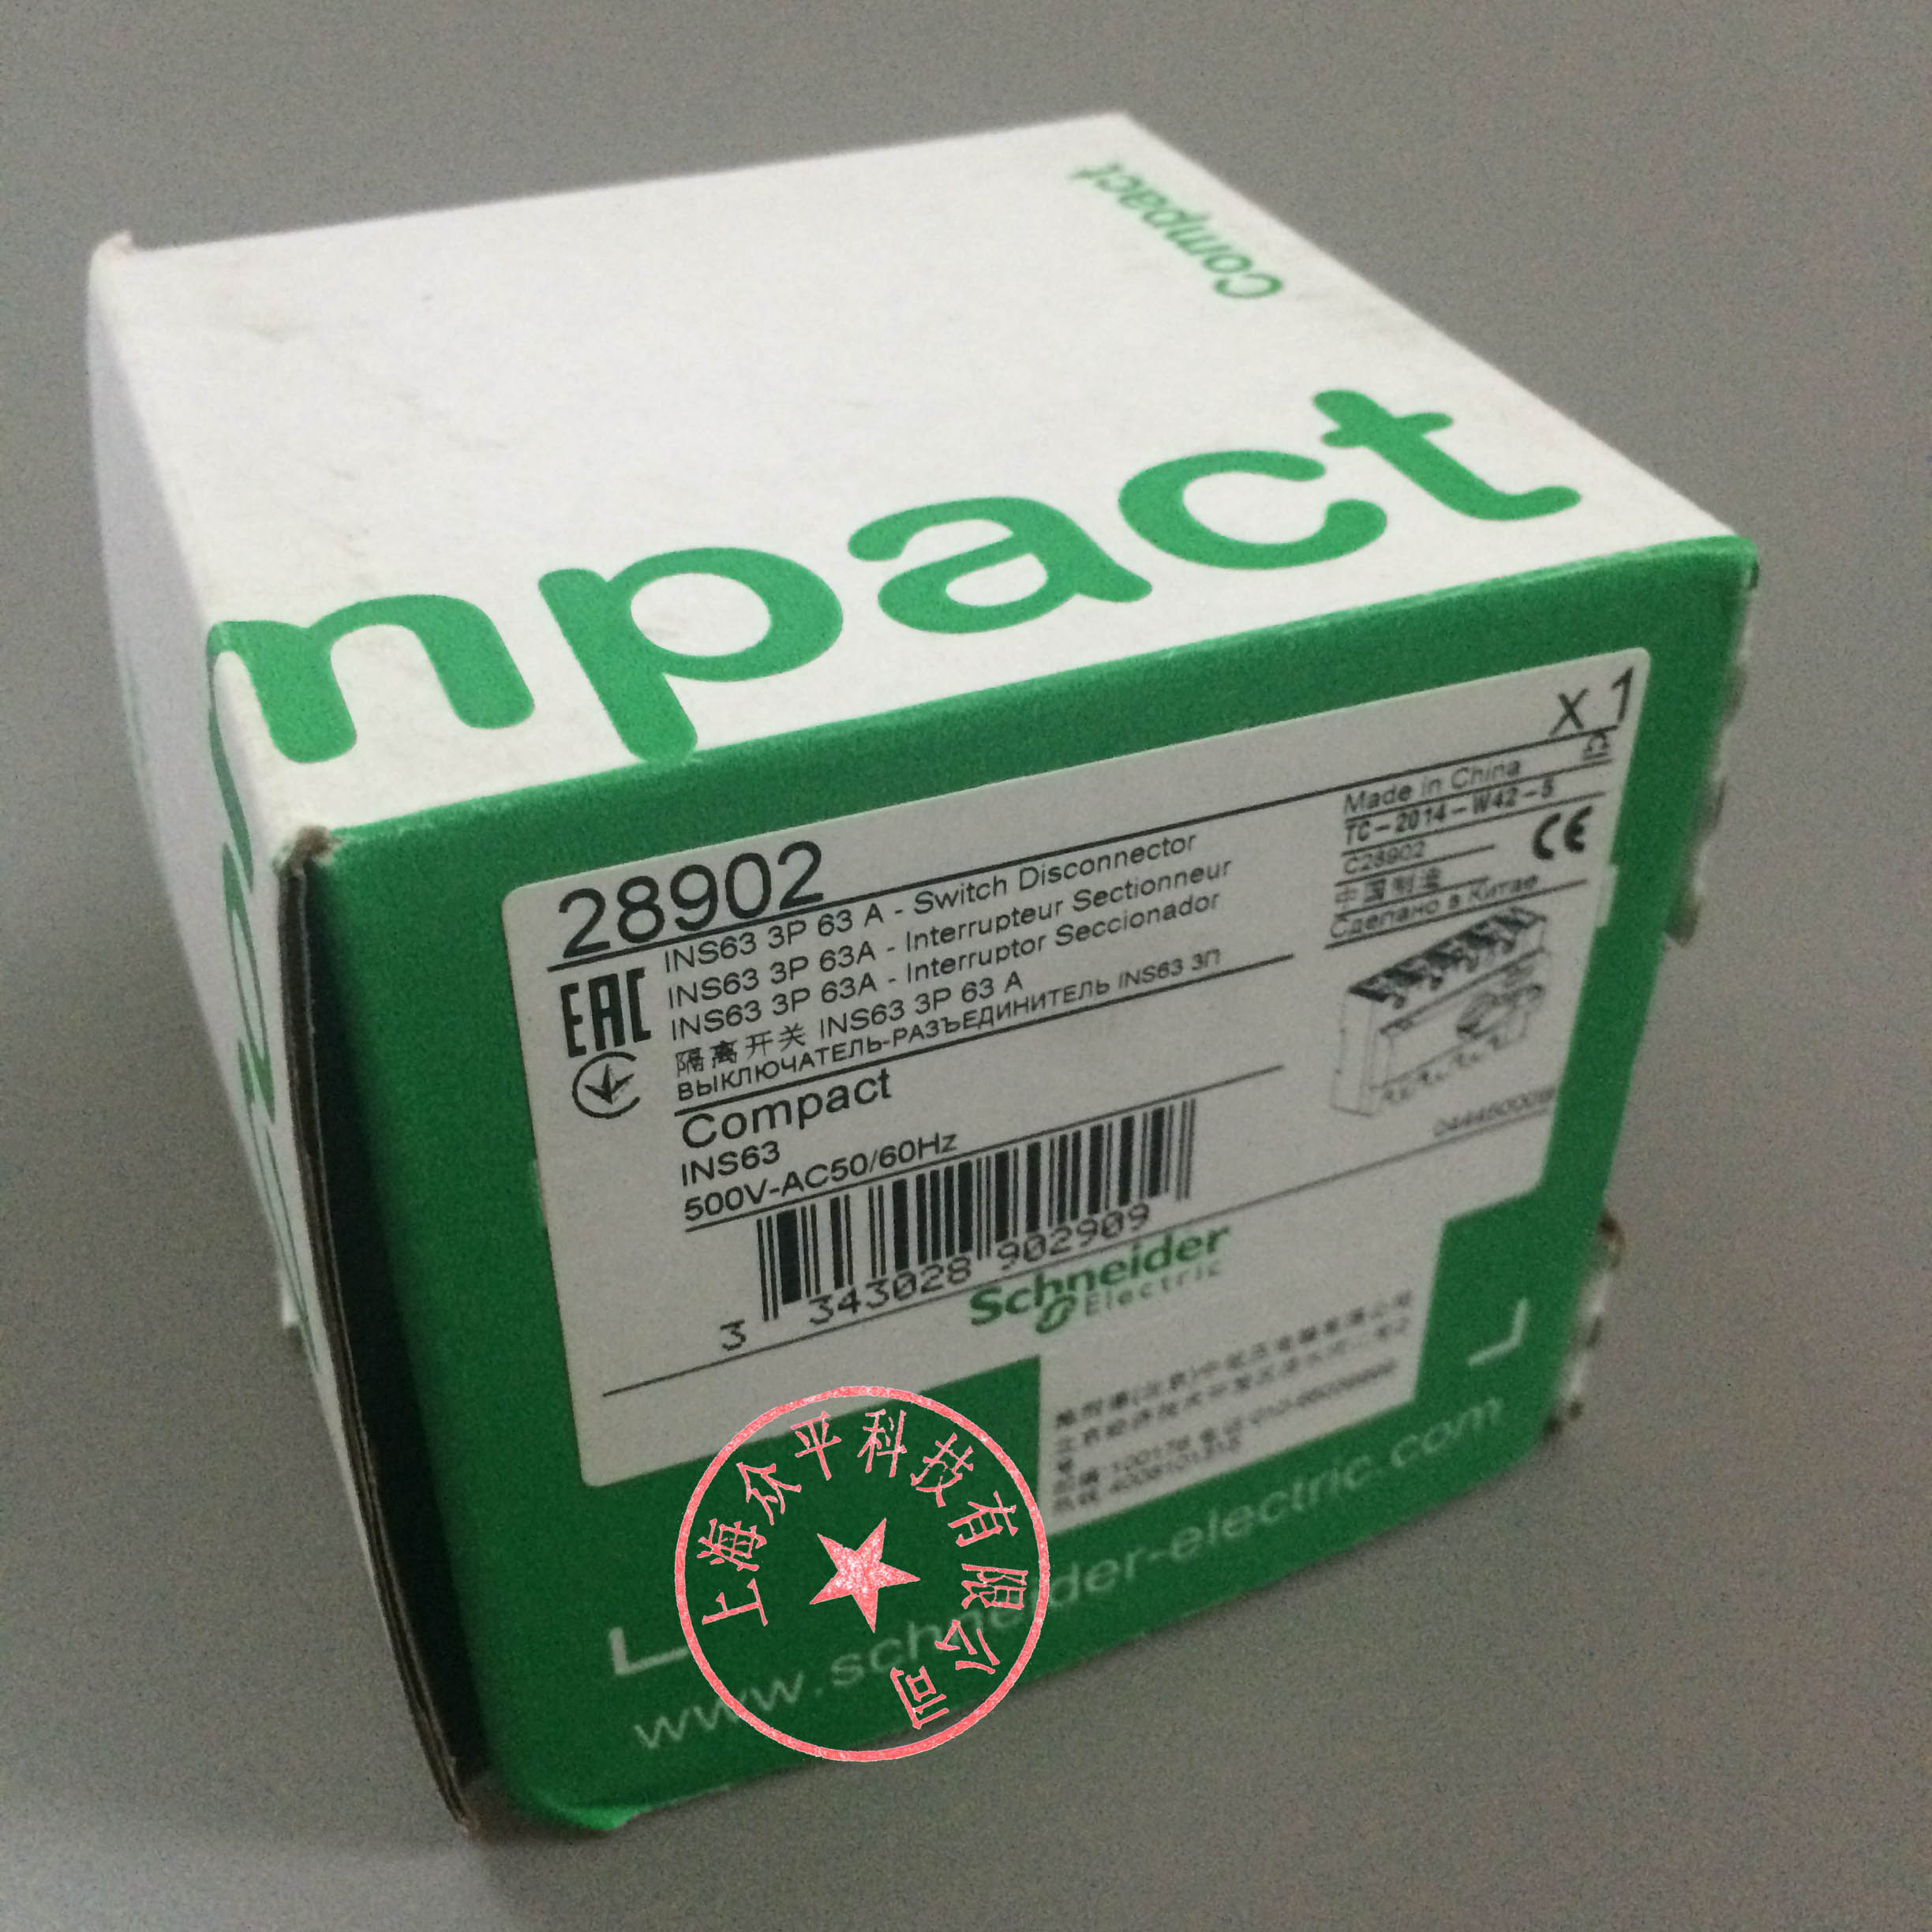 Compact
mpact
x 1
28902
INS63 3P 63 A - Switch Disconnector
INS63 3P 63A - Interrupteur Sectionneur
INS63 3P 63A - Interruptor Seccionador
隔离开关 INS63 3P 63 A
ВЫКЛЮЧАТЕЛЬ-РАЗЪЕДИНИТЕЛЬ INS63 3П
EAC
Compact
INS63
500V-AC50/60Hz
3 343028 902909
Made in China
TC-2014-W42-5
C28902
CE
中国制造
Сделано в Китае
Schneider
Electric
www.schneider-electric.com
上海众平科技有限公司